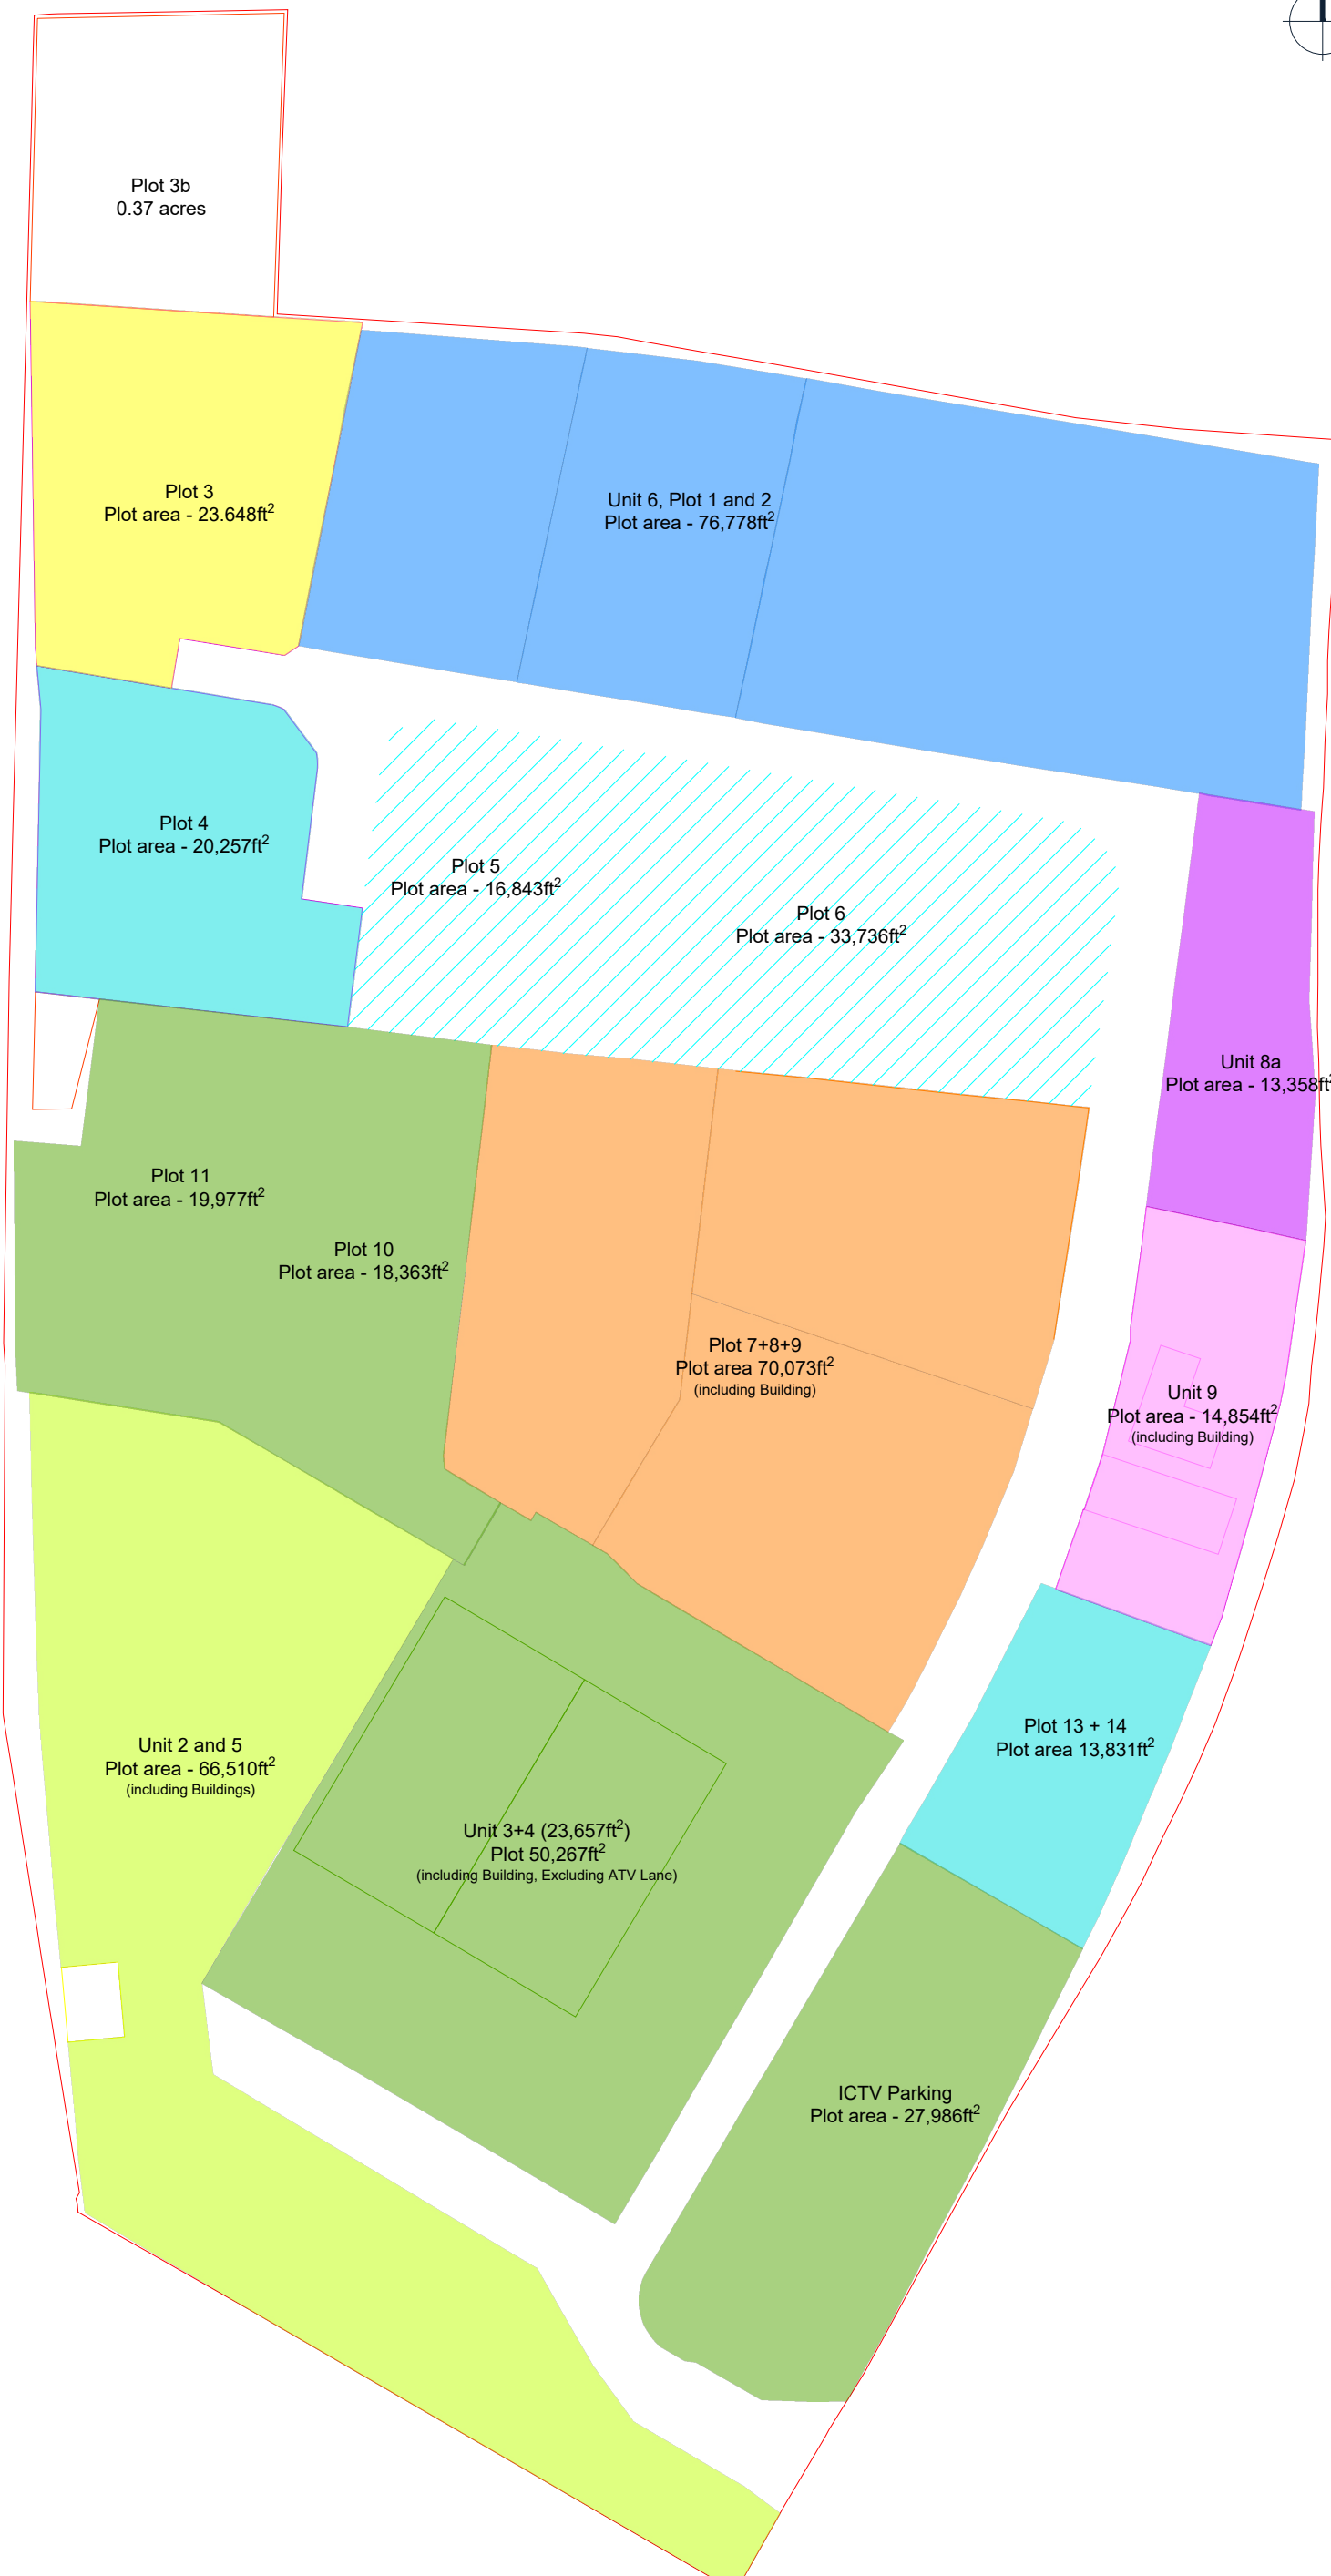 Plot 3b
0.37 acres
Plot 3
Plot area - 23.648ft²
Unit 6, Plot 1 and 2
Plot area - 76,778ft²
Plot 4
Plot area - 20,257ft²
Plot 5
Plot area - 16,843ft²
Plot 6
Plot area - 33,736ft²
Unit 8a
Plot area - 13,358ft²
Plot 11
Plot area - 19,977ft²
Plot 10
Plot area - 18,363ft²
Plot 7+8+9
Plot area 70,073ft²
(including Building)
Unit 9
Plot area - 14,854ft²
(including Building)
Plot 13 + 14
Plot area 13,831ft²
Unit 2 and 5
Plot area - 66,510ft²
(including Buildings)
Unit 3+4 (23,657ft²)
Plot 50,267ft²
(including Building, Excluding ATV Lane)
ICTV Parking
Plot area - 27,986ft²